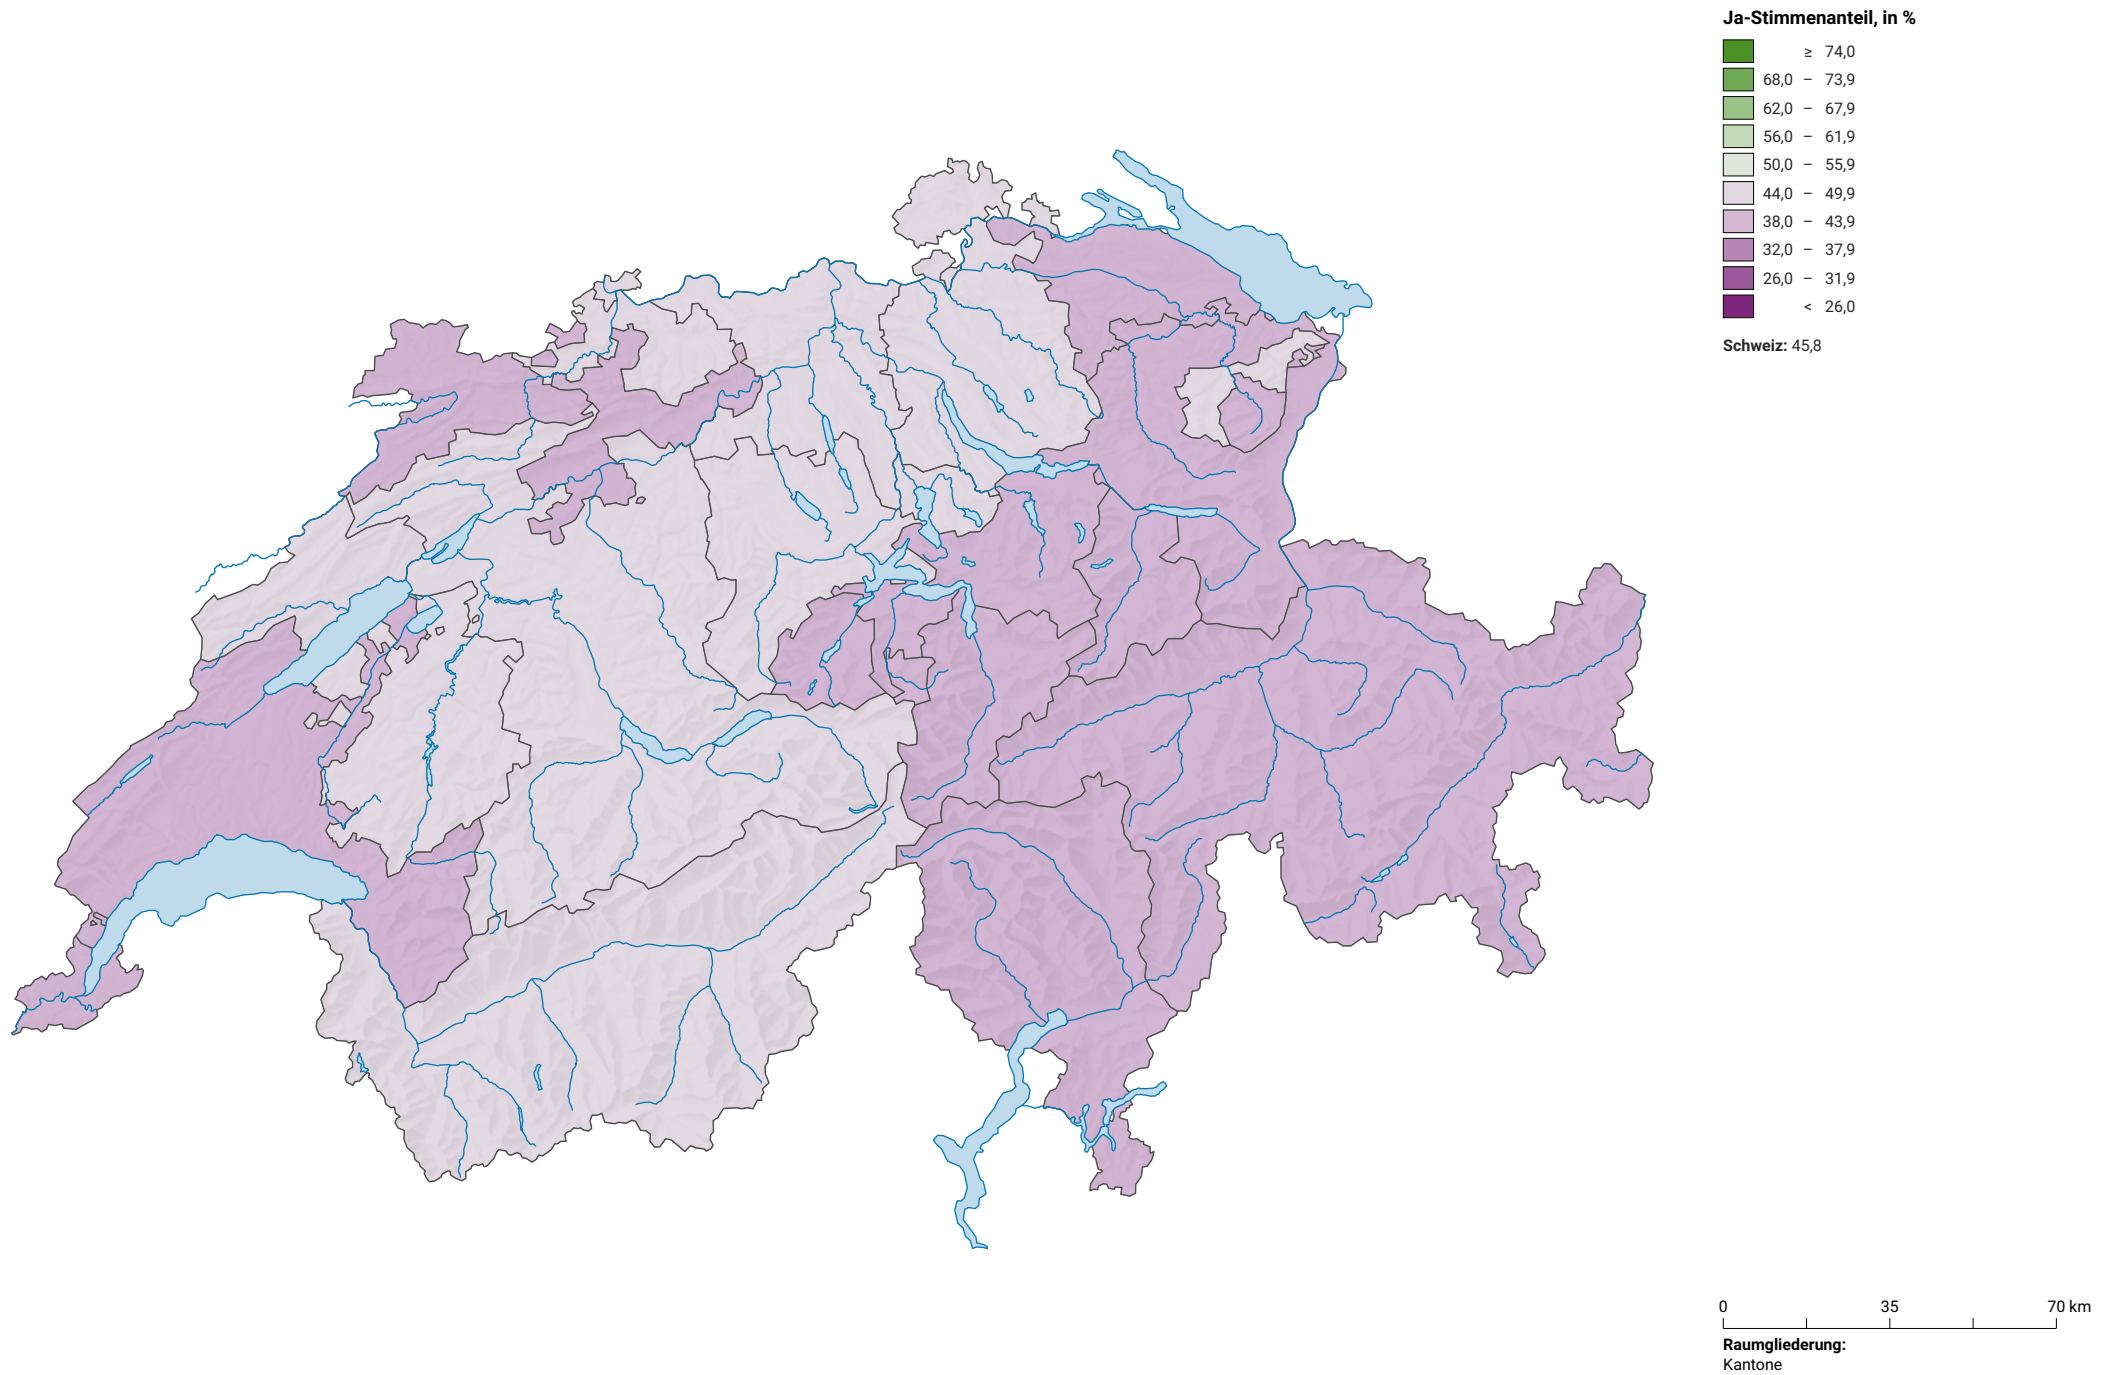 Ja-Stimmenanteil, in %
≥ 74,0
68,0 – 73,9
62,0 – 67,9
56,0 – 61,9
50,0 – 55,9
44,0 – 49,9
38,0 – 43,9
32,0 – 37,9
26,0 – 31,9
< 26,0
Schweiz: 45,8
0 35 70 km
Raumgliederung:
Kantone